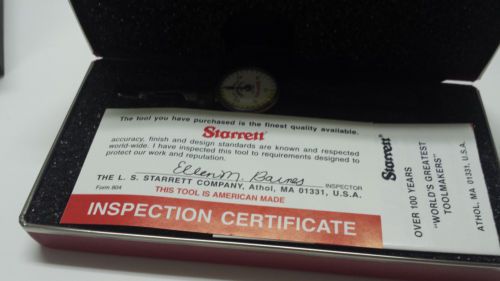 The tool you have purchased is the finest quality available.
Starrett
accuracy, finish and design standards are known and respected
world-wide. I have inspected this tool to requirements designed to
protect our work and reputation.
Ellen M. Baines INSPECTOR
THE L. S. STARRETT COMPANY, Athol, MA 01331, U.S.A.
Form 804
THIS TOOL IS AMERICAN MADE
INSPECTION CERTIFICATE
Starrett
OVER 100 YEARS
"WORLD'S GREATEST
TOOLMAKERS"
ATHOL, MA 01331. U.S.A.